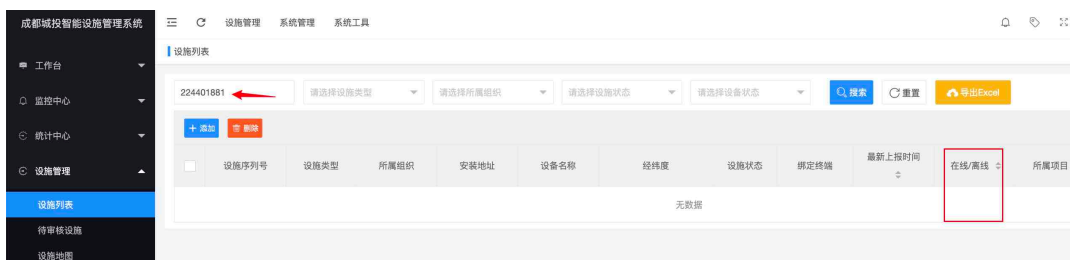 成都城投智能设施管理系统
设施管理 系统管理 系统工具
设施列表
工作台
监控中心
统计中心
设施管理
设施列表
待审核设施
设施地图
224401881 请选择设施类型 请选择所属组织 请选择设施状态 请选择设备状态 搜索 重置 导出Excel
+ 添加 删除
设施序列号 设施类型 所属组织 安装地址 设备名称 经纬度 设施状态 绑定终端 最新上报时间 在线/离线 所属项目
无数据